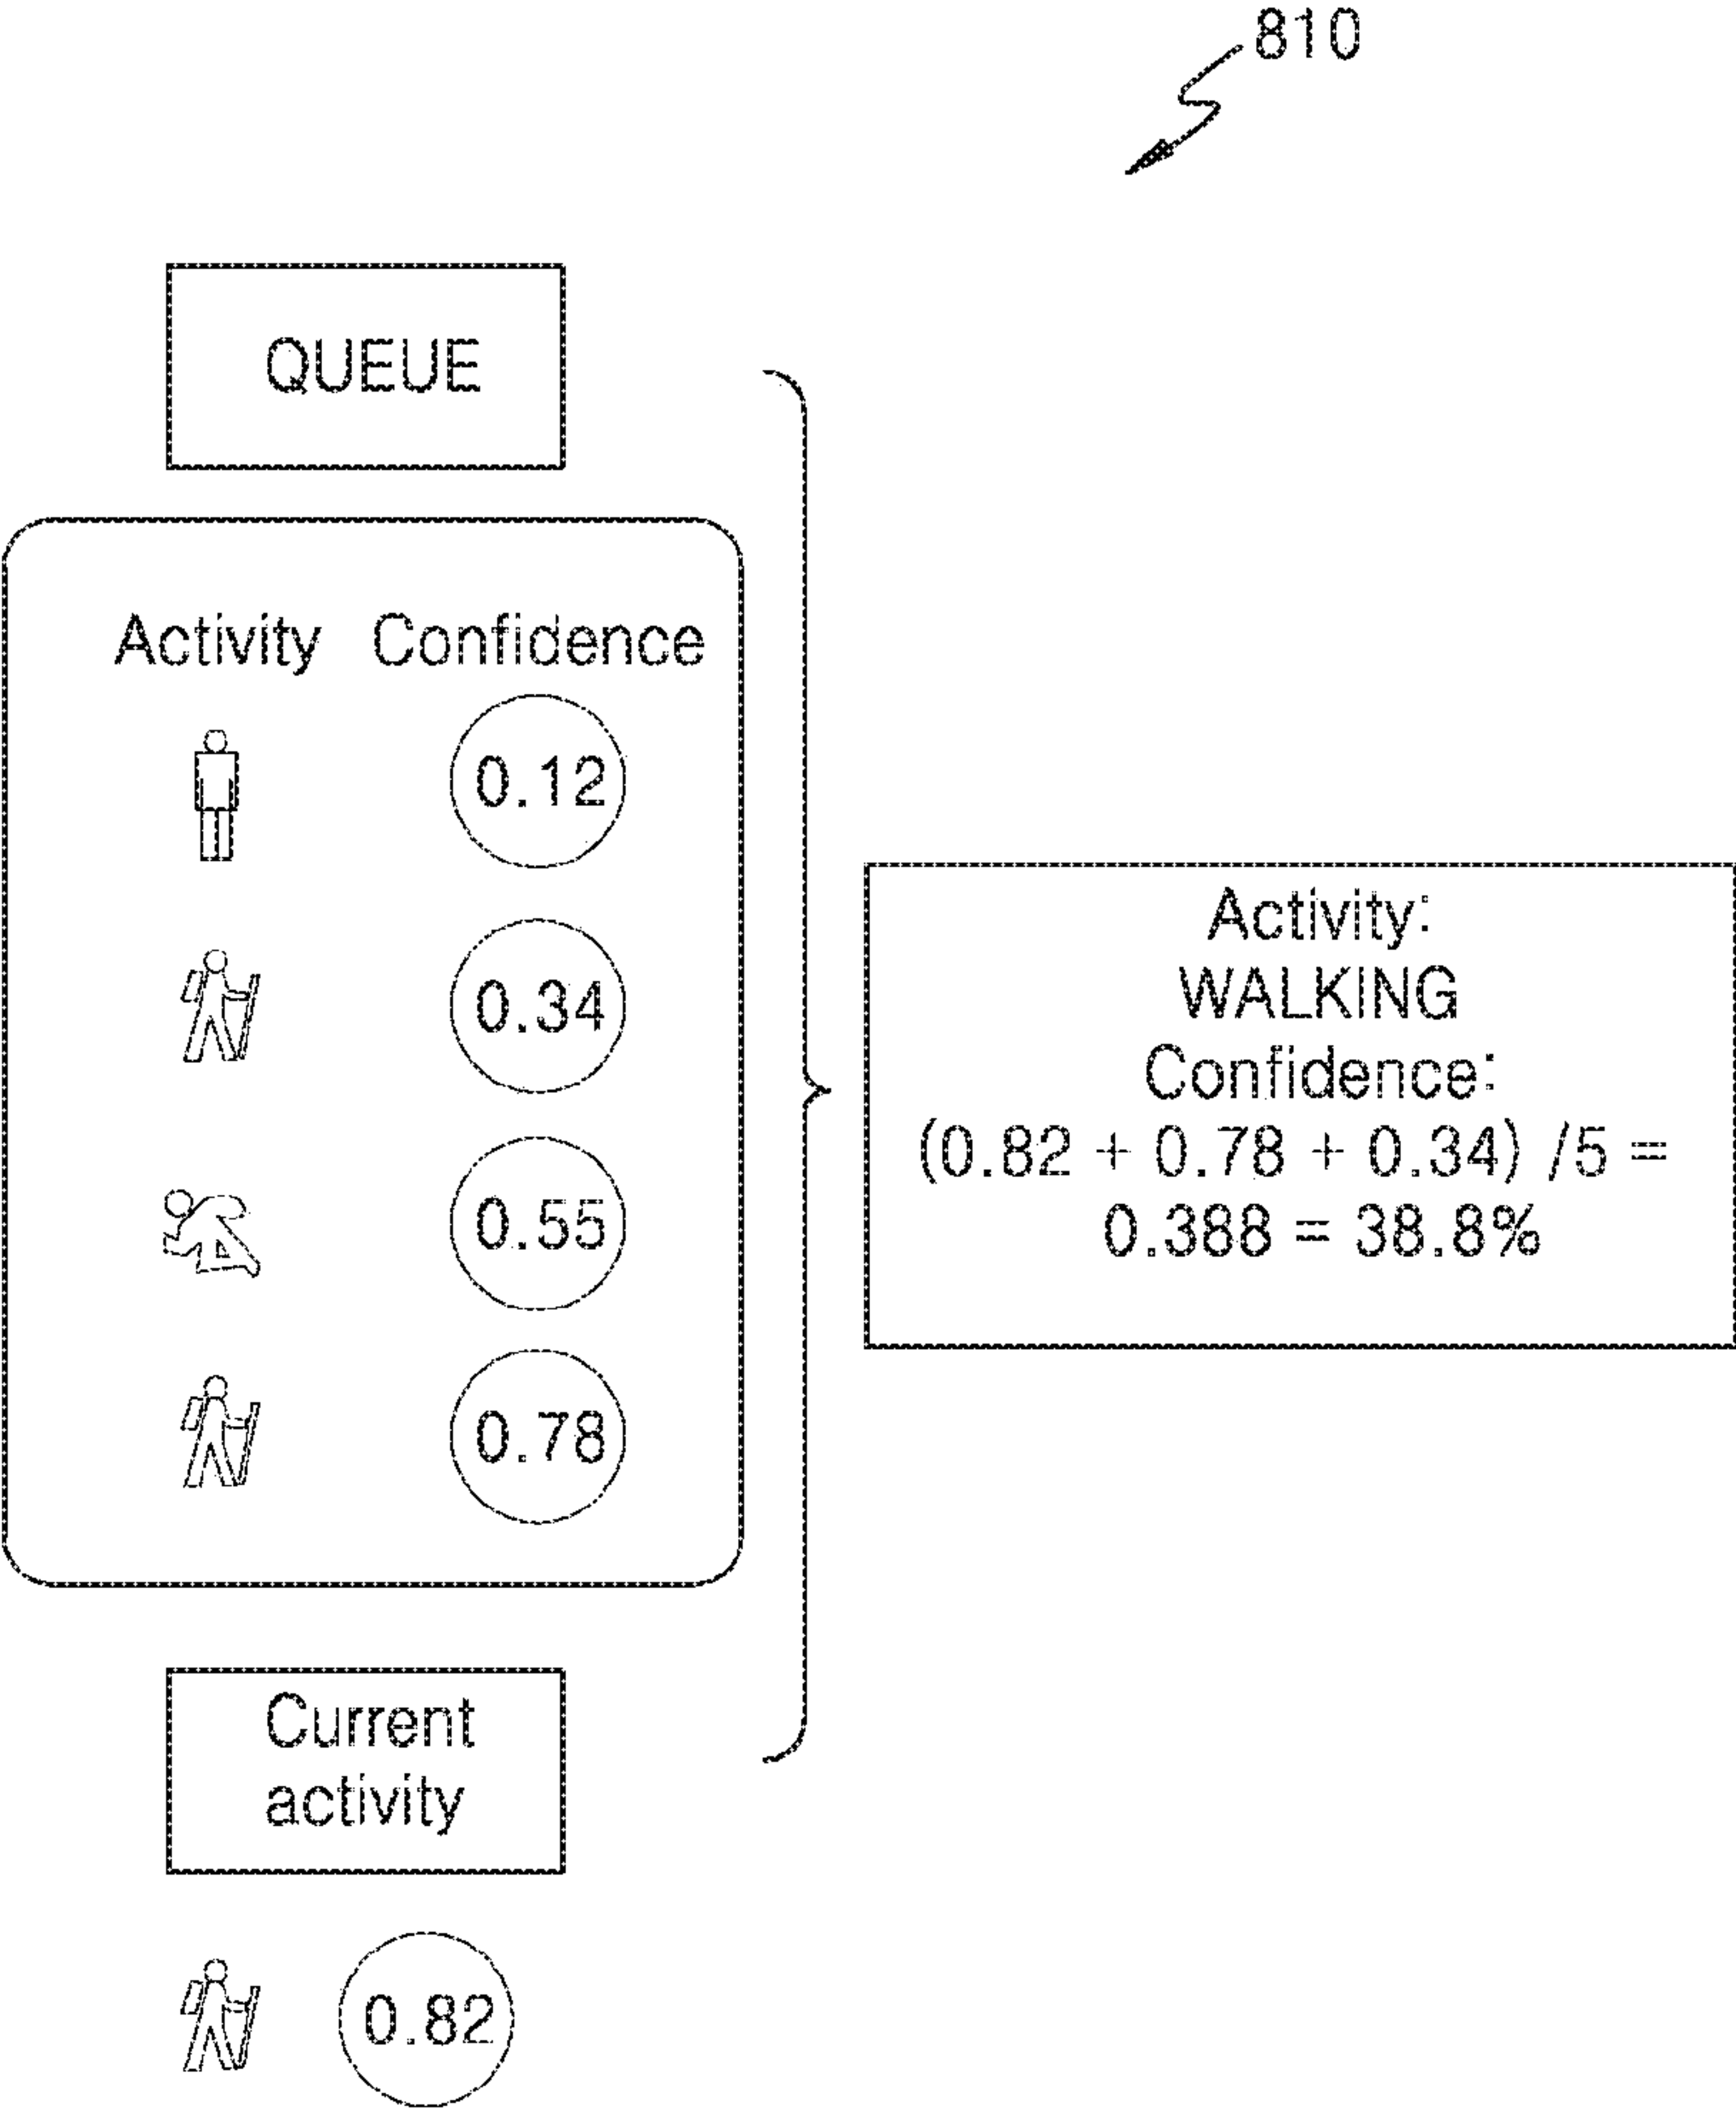 810
QUEUE
Activity Confidence
0.12
0.34
0.55
0.78
Activity:
WALKING
Confidence:
(0.82 + 0.78 + 0.34) /5 =
0.388 = 38.8%
Current
activity
0.82